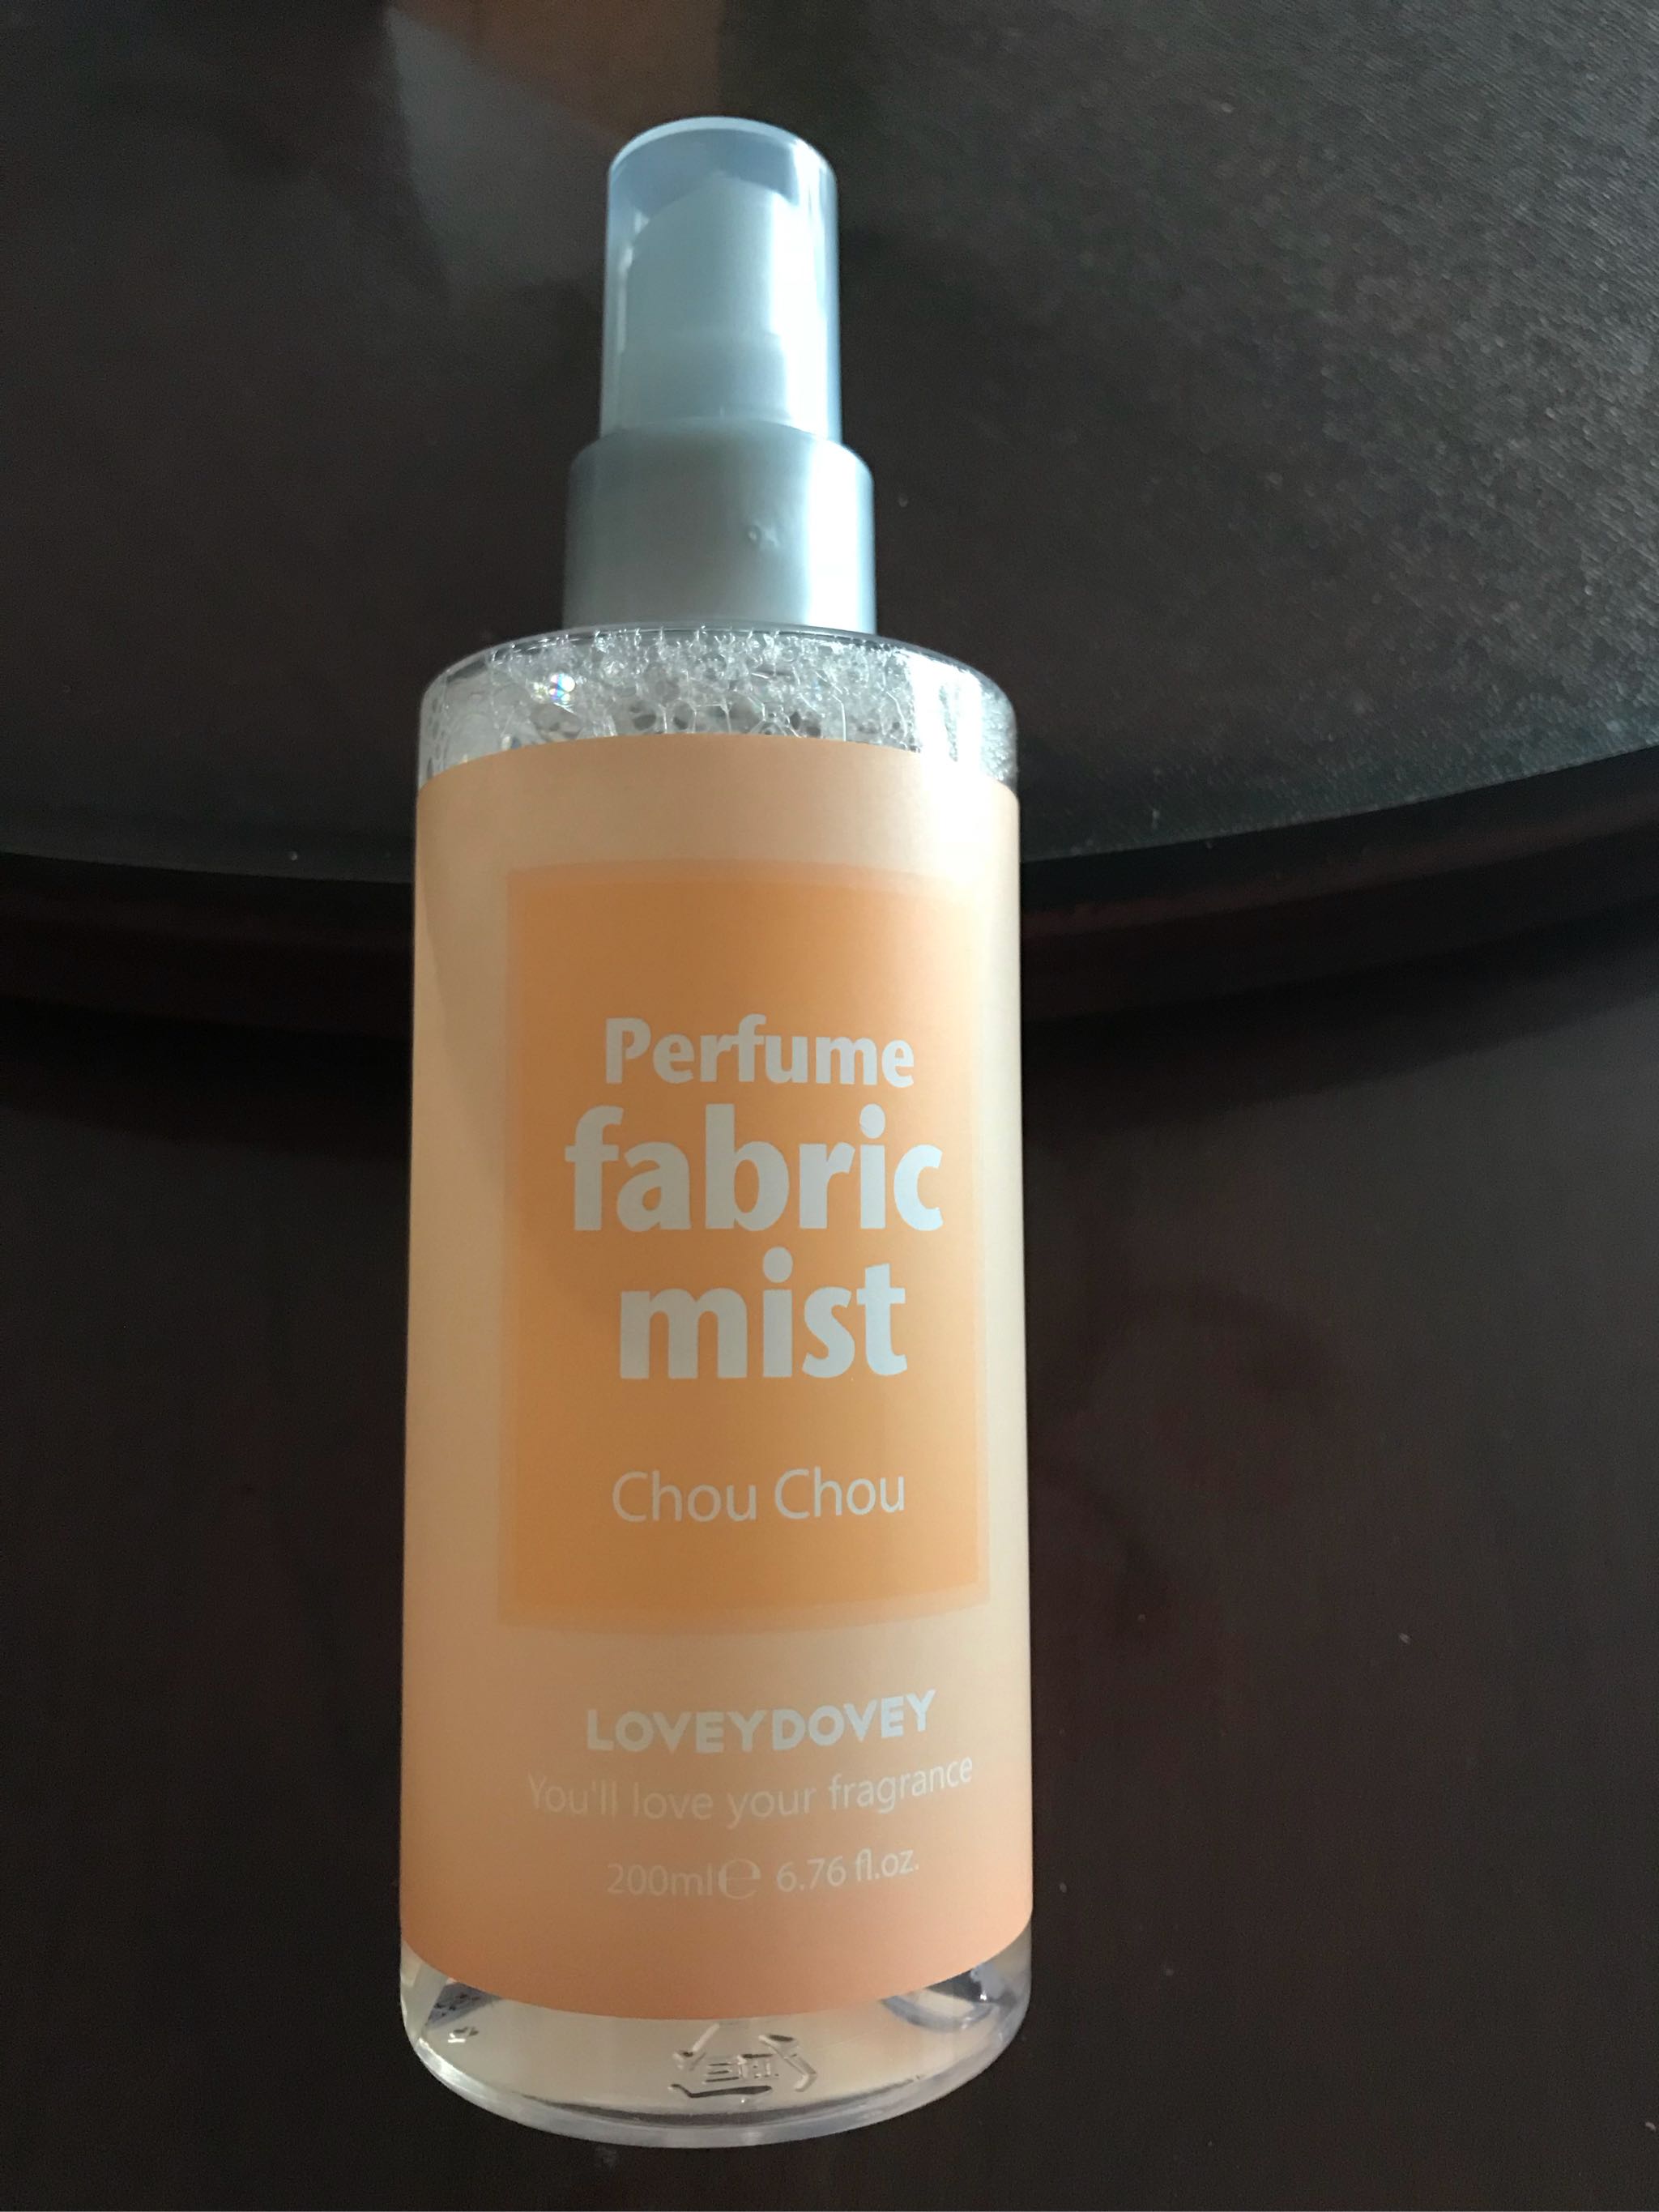 Perfume
fabric
mist
Chou Chou
LOVEYDOVEY
You'll love your fragrance
200ml℮ 6.76 fl.oz.